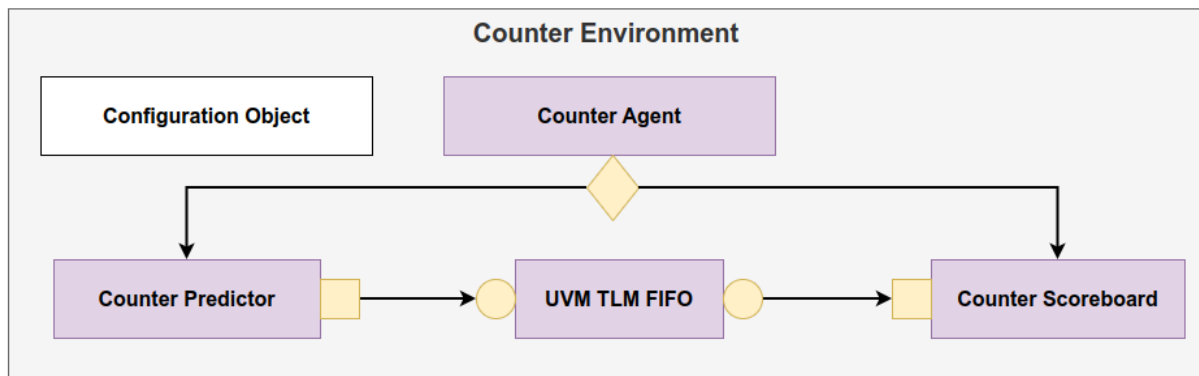 Counter Environment
Configuration Object
Counter Agent
Counter Predictor
UVM TLM FIFO
Counter Scoreboard